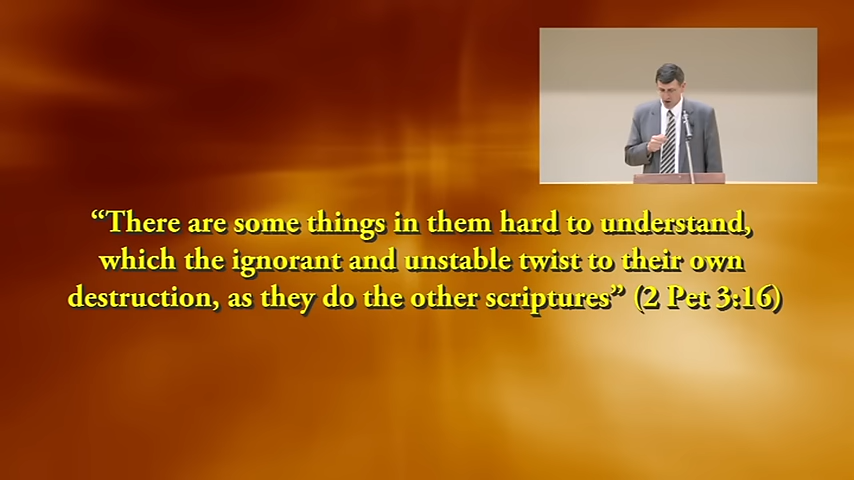 “There are some things in them hard to understand,
which the ignorant and unstable twist to their own
destruction, as they do the other scriptures” (2 Pet 3:16)